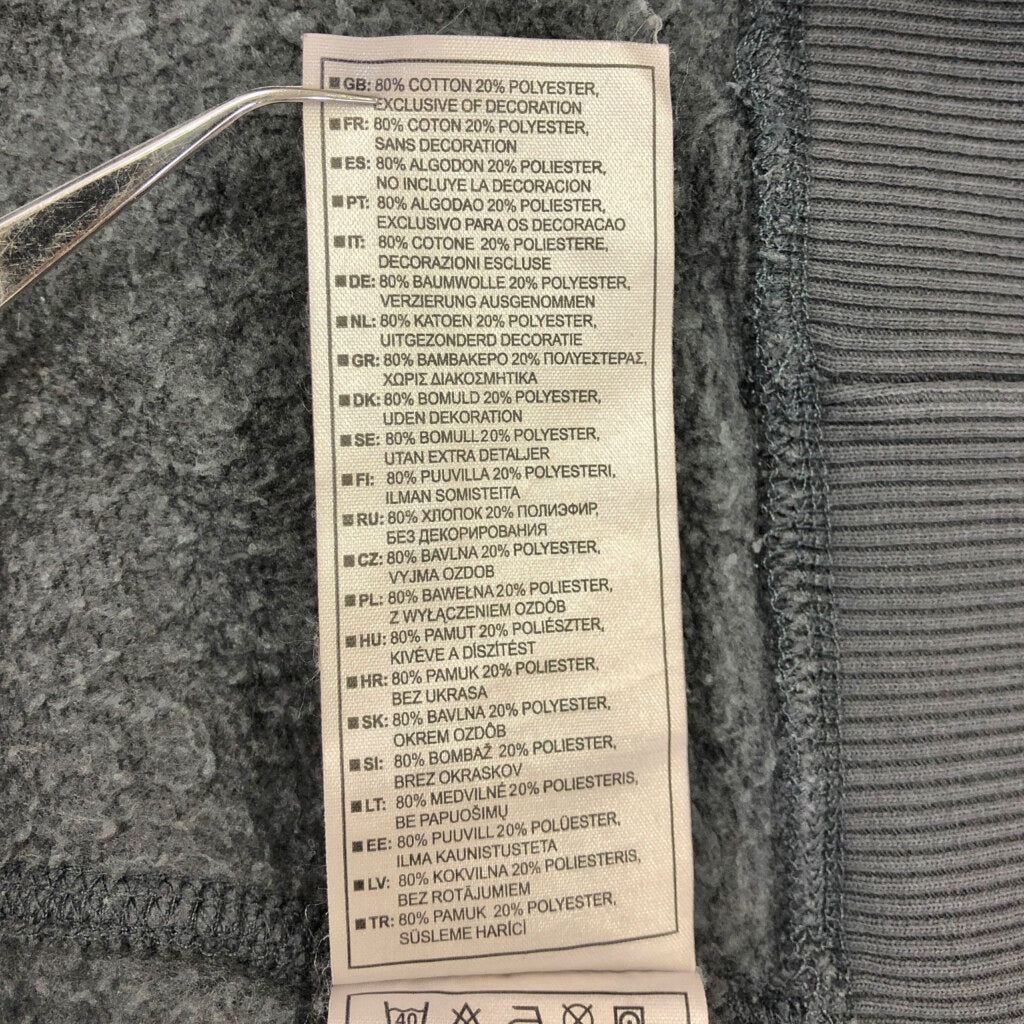 GB: 80% COTTON 20% POLYESTER,
EXCLUSIVE OF DECORATION
FR: 80% COTON 20% POLYESTER,
SANS DECORATION
ES: 80% ALGODON 20% POLIESTER,
NO INCLUYE LA DECORACION
PT: 80% ALGODAO 20% POLIESTER,
EXCLUSIVO PARA OS DECORACAO
IT: 80% COTONE 20% POLIESTERE,
DECORAZIONI ESCLUSE
DE: 80% BAUMWOLLE 20% POLYESTER,
VERZIERUNG AUSGENOMMEN
NL: 80% KATOEN 20% POLYESTER,
UITGEZONDERD DECORATIE
GR: 80% ΒΑΜΒΑΚΕΡΟ 20% ΠΟΛΥΕΣΤΕΡΑΣ,
ΧΩΡΙΣ ΔΙΑΚΟΣΜΗΤΙΚΑ
DK: 80% BOMULD 20% POLYESTER,
UDEN DEKORATION
SE: 80% BOMULL 20% POLYESTER,
UTAN EXTRA DETALJER
FI: 80% PUUVILLA 20% POLYESTERI,
ILMAN SOMISTEITA
RU: 80% ХЛОПОК 20% ПОЛИЭФИР,
БЕЗ ДЕКОРИРОВАНИЯ
CZ: 80% BAVLNA 20% POLYESTER,
VYJMA OZDOB
PL: 80% BAWEŁNA 20% POLIESTER,
Z WYŁĄCZENIEM OZDÓB
HU: 80% PAMUT 20% POLIÉSZTER,
KIVÉVE A DÍSZÍTÉST
HR: 80% PAMUK 20% POLIESTER,
BEZ UKRASA
SK: 80% BAVLNA 20% POLYESTER,
OKREM OZDÔB
SI: 80% BOMBAŽ 20% POLIESTER,
BREZ OKRASKOV
LT: 80% MEDVILNĖ 20% POLIESTERIS,
BE PAPUOŠIMŲ
EE: 80% PUUVILL 20% POLÜESTER,
ILMA KAUNISTUSTETA
LV: 80% KOKVILNA 20% POLIESTERIS,
BEZ ROTĀJUMIEM
TR: 80% PAMUK 20% POLYESTER,
SÜSLEME HARİCİ
40